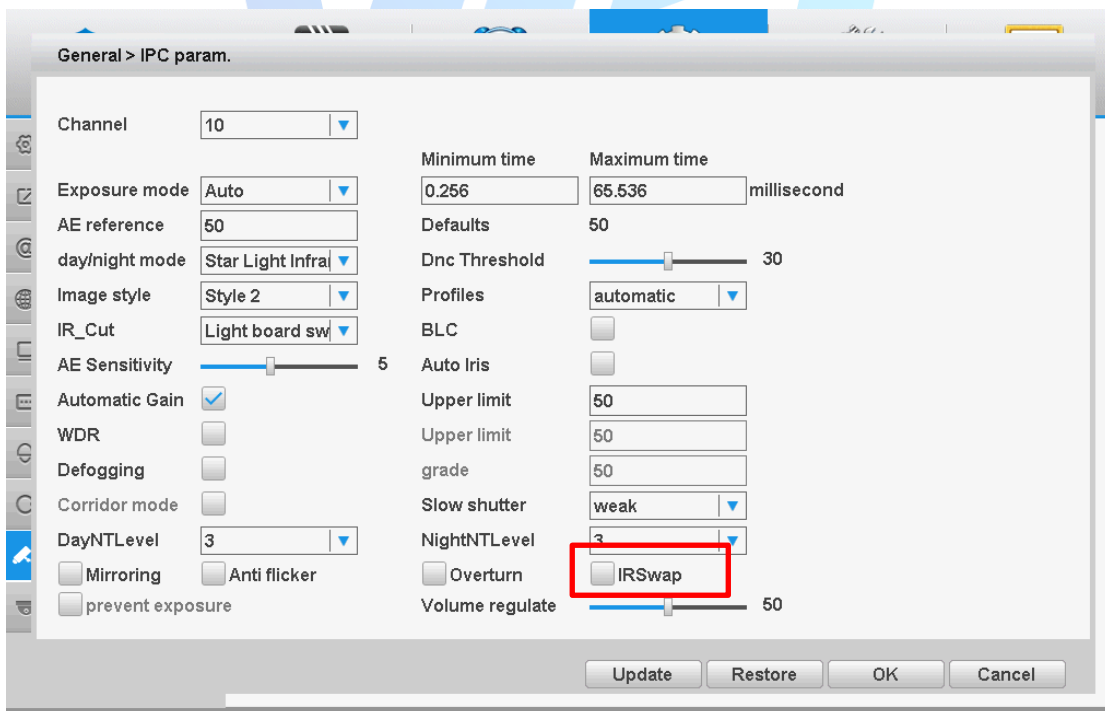 General > IPC param.
Channel 10
Minimum time Maximum time
Exposure mode Auto 0.256 65.536 millisecond
AE reference 50 Defaults 50
day/night mode Star Light Infrai Dnc Threshold 30
Image style Style 2 Profiles automatic
IR_Cut Light board sw BLC
AE Sensitivity 5 Auto Iris
Automatic Gain Upper limit 50
WDR Upper limit 50
Defogging grade 50
Corridor mode Slow shutter weak
DayNTLevel 3 NightNTLevel 3
Mirroring Anti flicker Overturn IRSwap
prevent exposure Volume regulate 50
Update Restore OK Cancel